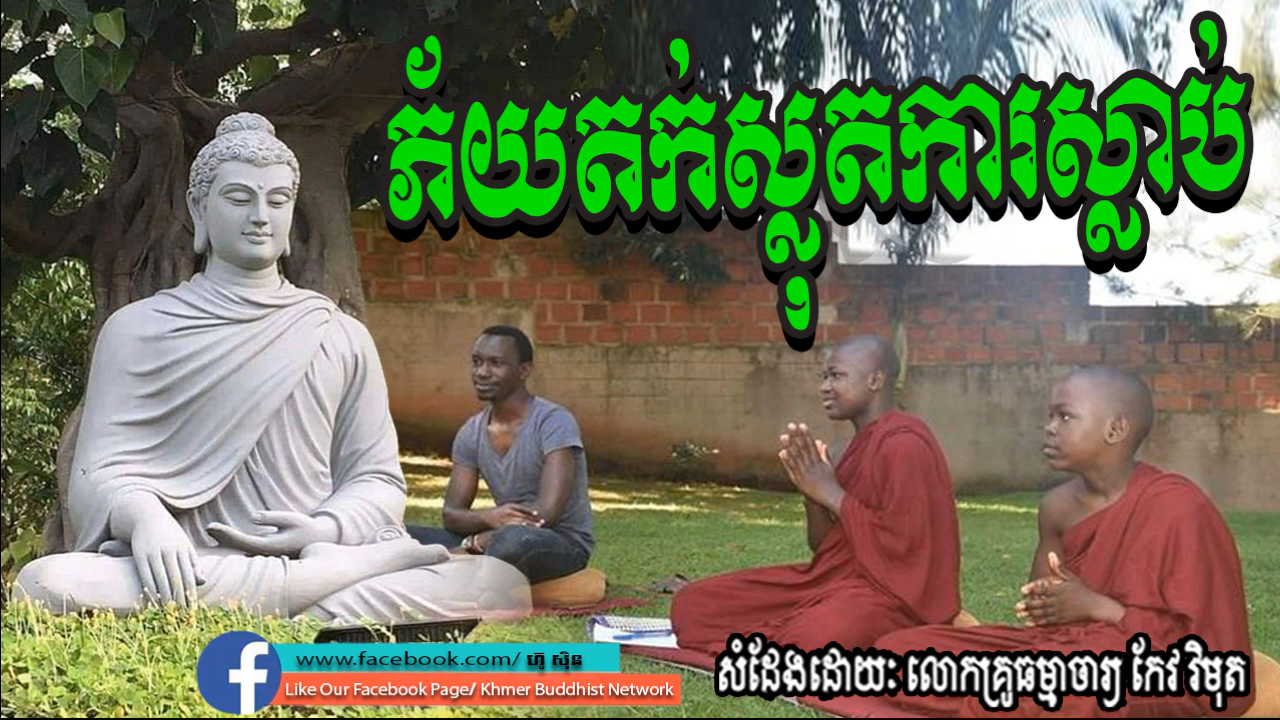 ភ័យតក់ស្លុតការស្លាប់
www.facebook.com/ ហ៊ូ ស៊ិន
Like Our Facebook Page/ Khmer Buddhist Network
សំដែងដោយ: លោកគ្រូធម្មាចារ្យ កែវ វិមុត